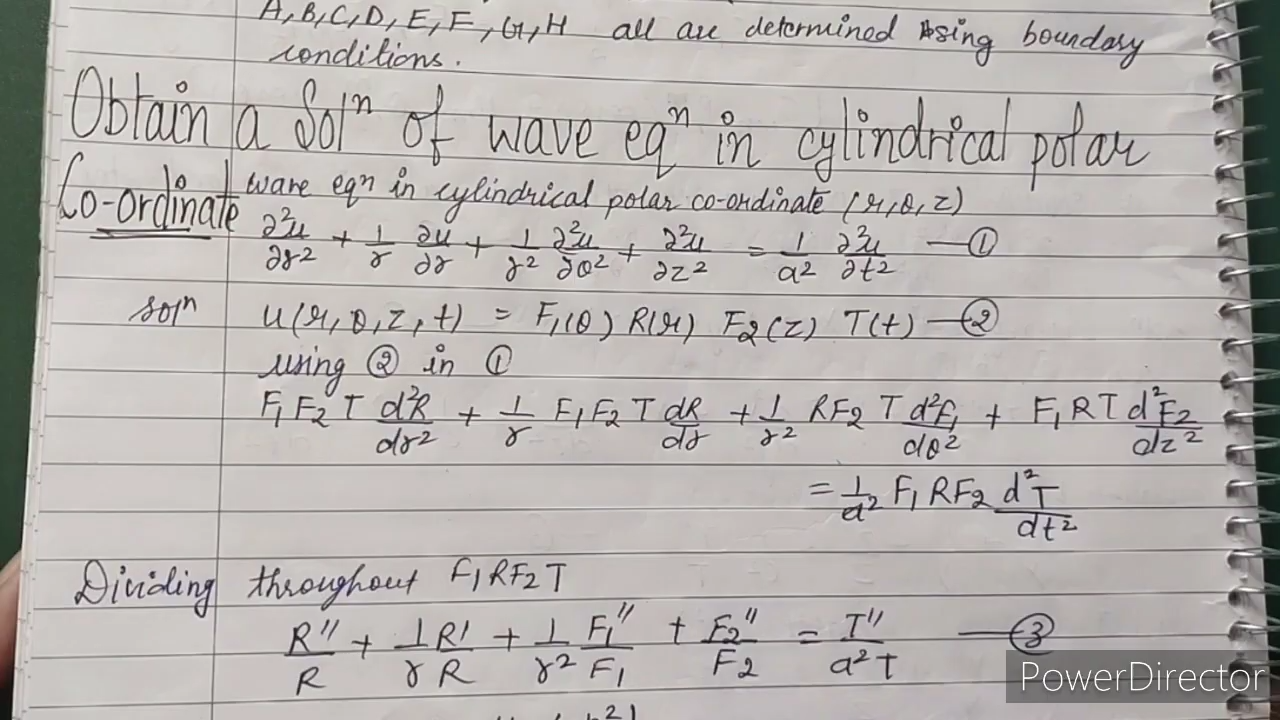 A, B, C, D, E, F, G, H all are determined using boundary
conditions.
Obtain a Solⁿ of wave eqⁿ in cylindrical polar
Co-ordinate
wave eqn in cylindrical polar co-ordinate (r, θ, z)
∂²u/∂r² + 1/r ∂u/∂r + 1/r² ∂²u/∂θ² + ∂²u/∂z² = 1/a² ∂²u/∂t² — ①
solⁿ u(r, θ, z, t) = F₁(θ) R(r) F₂(z) T(t) — ②
using ② in ①
F₁F₂T d²R/dr² + 1/r F₁F₂T dR/dr + 1/r² RF₂T d²F₁/dθ² + F₁RT d²F₂/dz²
= 1/a² F₁RF₂ d²T/dt²
Dividing throughout F₁RF₂T
R''/R + 1/r R'/R + 1/r² F₁''/F₁ + F₂''/F₂ = T''/a²T — ③
PowerDirector